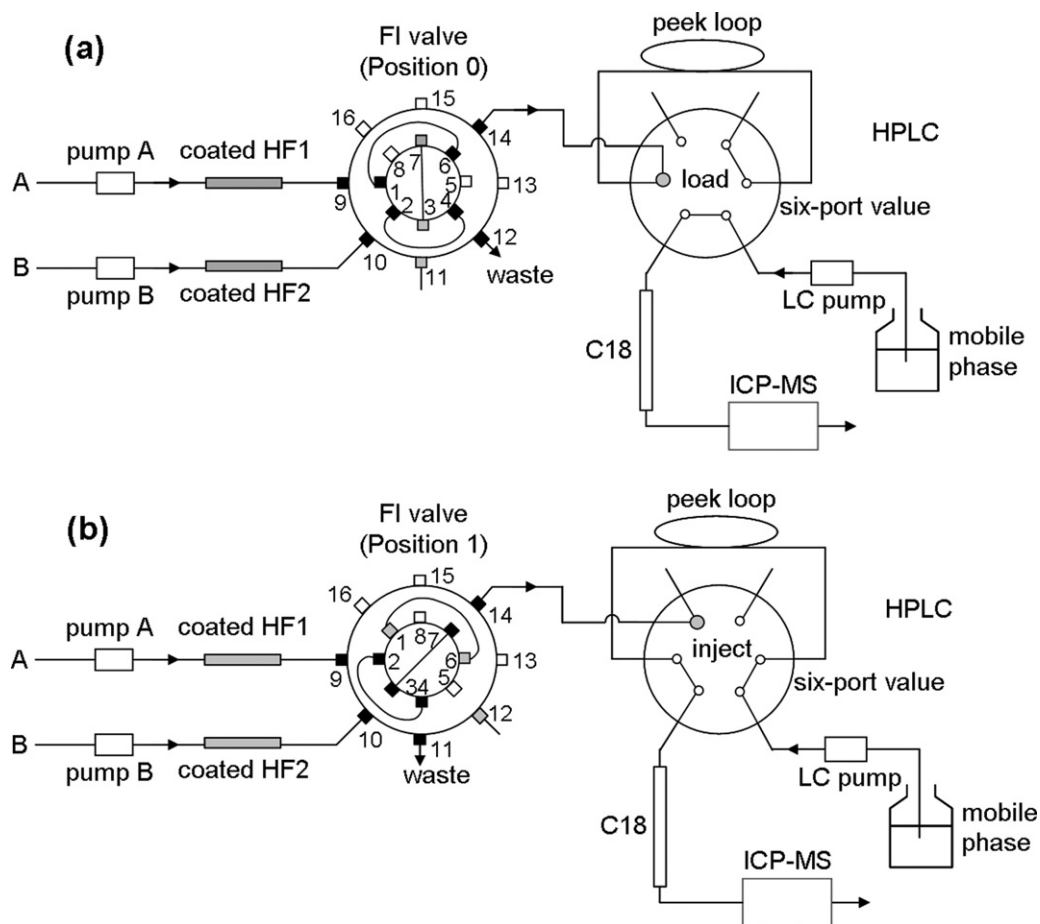 (a)
FI valve
(Position 0)
peek loop
HPLC
16
15
14
13
12
11
10
9
8
7
6
5
4
3
2
1
A
pump A
coated HF1
B
pump B
coated HF2
waste
load
six-port value
LC pump
mobile
phase
C18
ICP-MS
(b)
FI valve
(Position 1)
peek loop
HPLC
16
15
14
13
12
11
10
9
1
8
7
2
6
3
4
5
A
pump A
coated HF1
B
pump B
coated HF2
waste
inject
six-port value
LC pump
mobile
phase
C18
ICP-MS